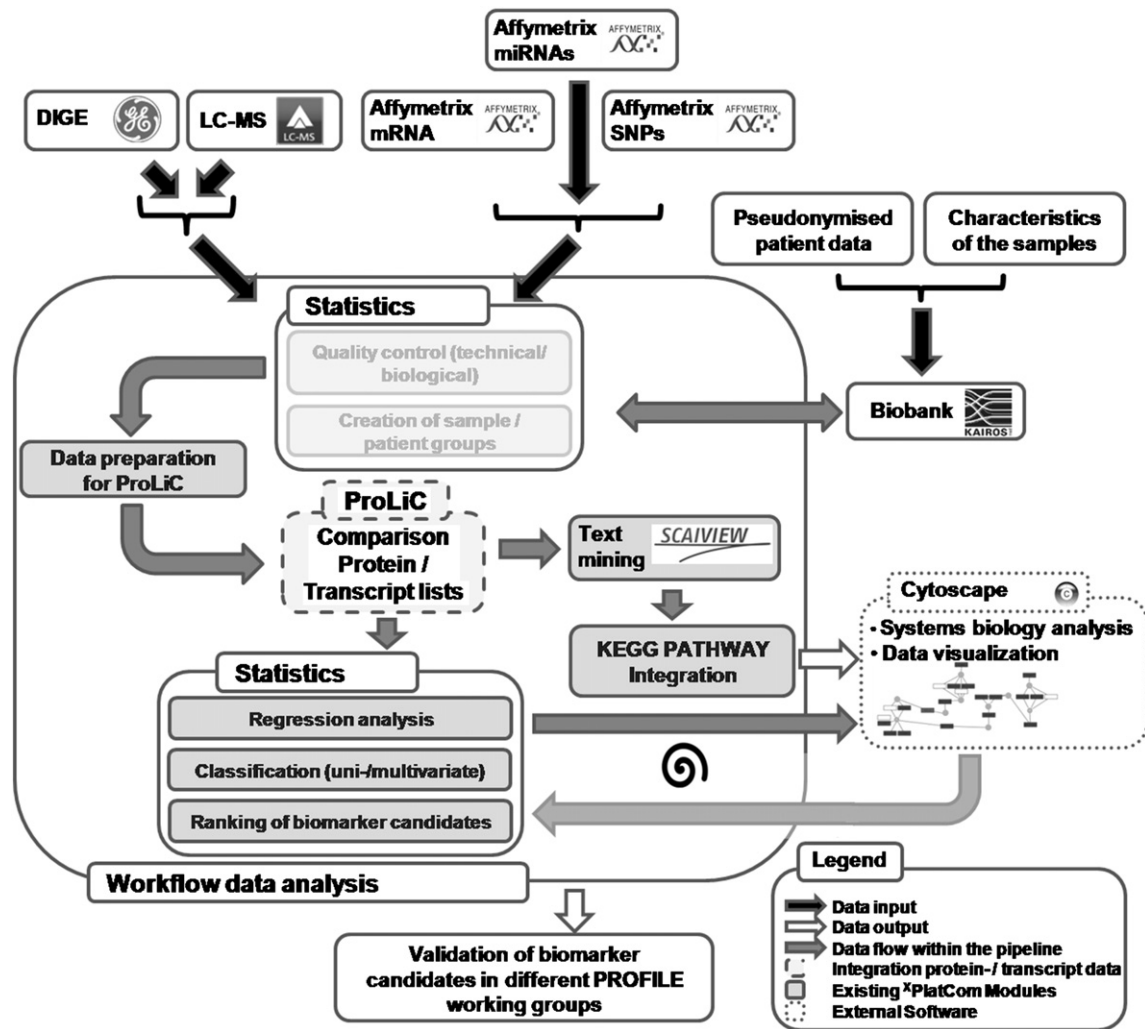 Affymetrix
miRNAs
AFFYMETRIX
DIGE
GE
LC-MS
LC-MS
Affymetrix
mRNA
AFFYMETRIX
Affymetrix
SNPs
AFFYMETRIX
Pseudonymised
patient data
Characteristics
of the samples
Statistics
Quality control (technical/
biological)
Creation of sample /
patient groups
Biobank
KAIROS
Data preparation
for ProLiC
ProLiC
Comparison
Protein /
Transcript lists
Text
mining
SCAIVIEW
KEGG PATHWAY
Integration
Cytoscape
• Systems biology analysis
• Data visualization
Statistics
Regression analysis
Classification (uni-/multivariate)
Ranking of biomarker candidates
Workflow data analysis
Validation of biomarker
candidates in different PROFILE
working groups
Legend
Data input
Data output
Data flow within the pipeline
Integration protein-/ transcript data
Existing ˣPlatCom Modules
External Software